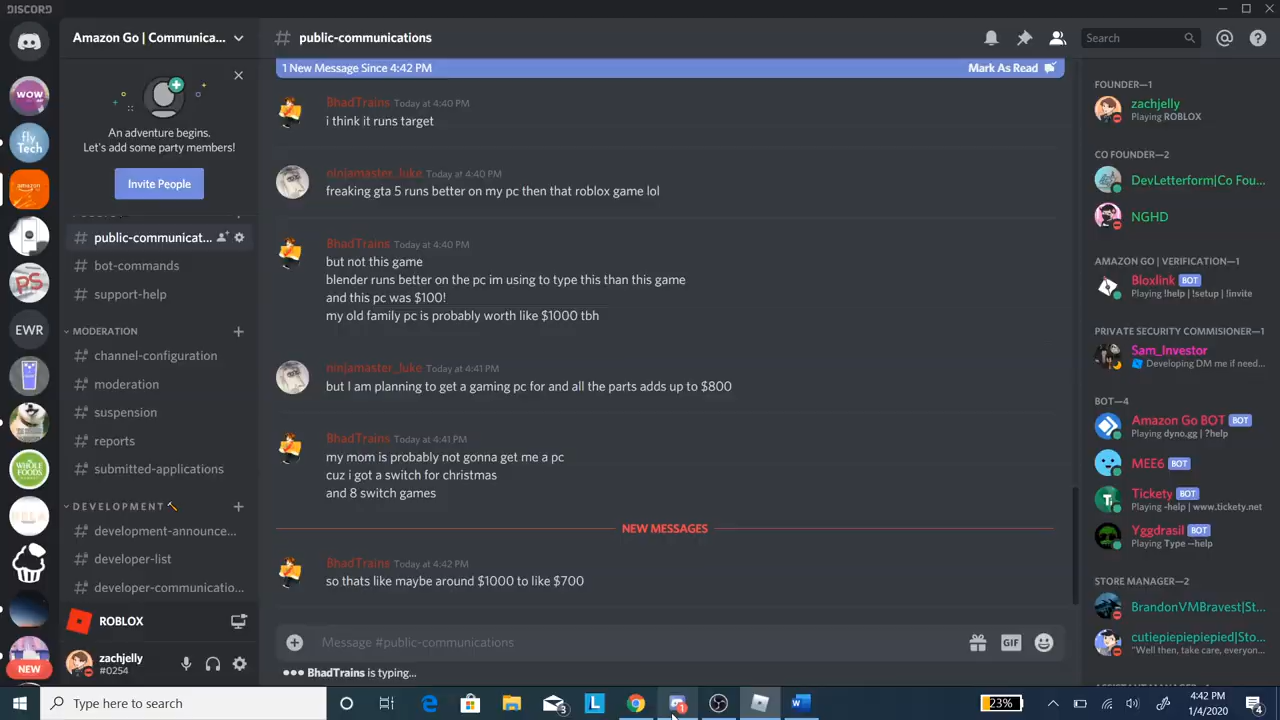 DISCORD
Amazon Go | Communica...
# public-communications
Search
1 New Message Since 4:42 PM
Mark As Read
WOW
fly Tech
amazon
PS
EWR
WHOLE FOODS
NEW
An adventure begins.
Let's add some party members!
Invite People
# public-communicat...
# bot-commands
# support-help
MODERATION
# channel-configuration
# moderation
# suspension
# reports
# submitted-applications
DEVELOPMENT
# development-announce...
# developer-list
# developer-communicatio...
ROBLOX
zachjelly
#0254
BhadTrains Today at 4:40 PM
i think it runs target
ninjamaster_luke Today at 4:40 PM
freaking gta 5 runs better on my pc then that roblox game lol
BhadTrains Today at 4:40 PM
but not this game
blender runs better on the pc im using to type this than this game
and this pc was $100!
my old family pc is probably worth like $1000 tbh
ninjamaster_luke Today at 4:41 PM
but I am planning to get a gaming pc for and all the parts adds up to $800
BhadTrains Today at 4:41 PM
my mom is probably not gonna get me a pc
cuz i got a switch for christmas
and 8 switch games
NEW MESSAGES
BhadTrains Today at 4:42 PM
so thats like maybe around $1000 to like $700
Message #public-communications
GIF
BhadTrains is typing...
FOUNDER—1
zachjelly
Playing ROBLOX
CO FOUNDER—2
DevLetterform|Co Fou...
NGHD
AMAZON GO | VERIFICATION—1
Bloxlink BOT
Playing !help | !setup | !invite
PRIVATE SECURITY COMMISIONER—1
Sam_Investor
Developing DM me if need...
BOT—4
Amazon Go BOT BOT
Playing dyno.gg | ?help
MEE6 BOT
Tickety BOT
Playing -help | www.tickety.net
Yggdrasil BOT
Playing Type --help
STORE MANAGER—2
BrandonVMBravest|St...
cutiepiepiepied|Sto...
"Well then, take care, everyon...
Type here to search
3
L
1
W
23%
4:42 PM
1/4/2020
4